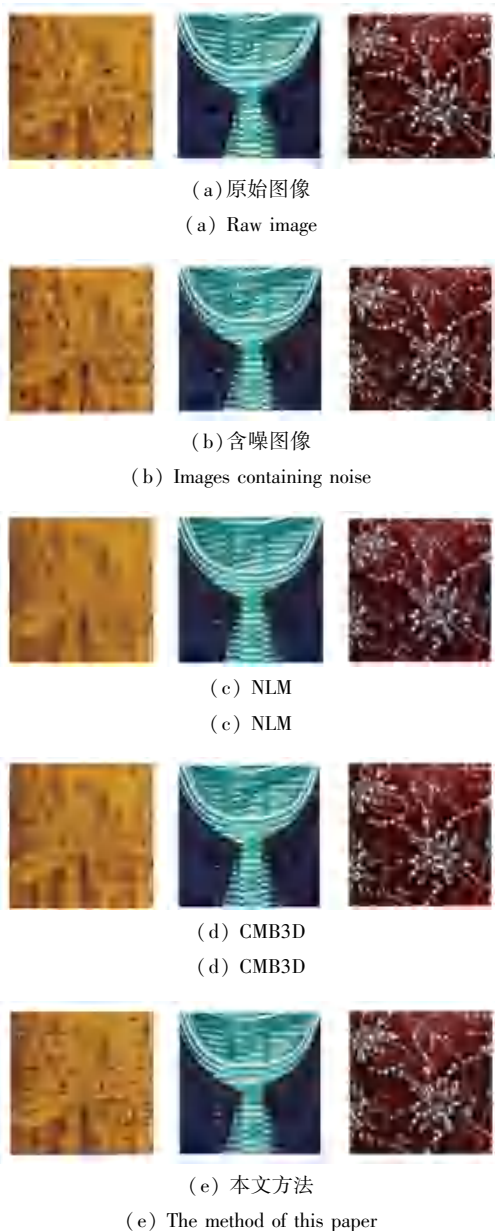 (a)原始图像
(a) Raw image
(b)含噪图像
(b) Images containing noise
(c) NLM
(c) NLM
(d) CMB3D
(d) CMB3D
(e) 本文方法
(e) The method of this paper